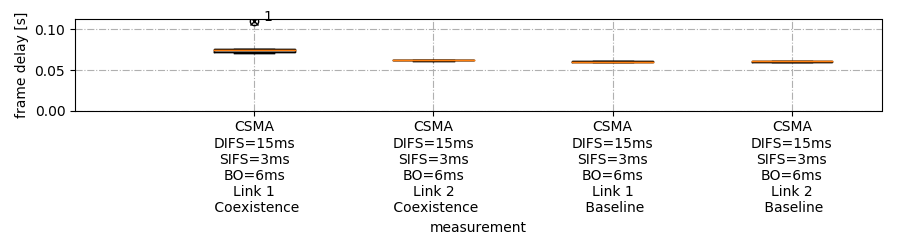 frame delay [s]
0.10
0.05
0.00
1
CSMA
DIFS=15ms
SIFS=3ms
BO=6ms
Link 1
Coexistence
CSMA
DIFS=15ms
SIFS=3ms
BO=6ms
Link 2
Coexistence
CSMA
DIFS=15ms
SIFS=3ms
BO=6ms
Link 1
Baseline
CSMA
DIFS=15ms
SIFS=3ms
BO=6ms
Link 2
Baseline
measurement